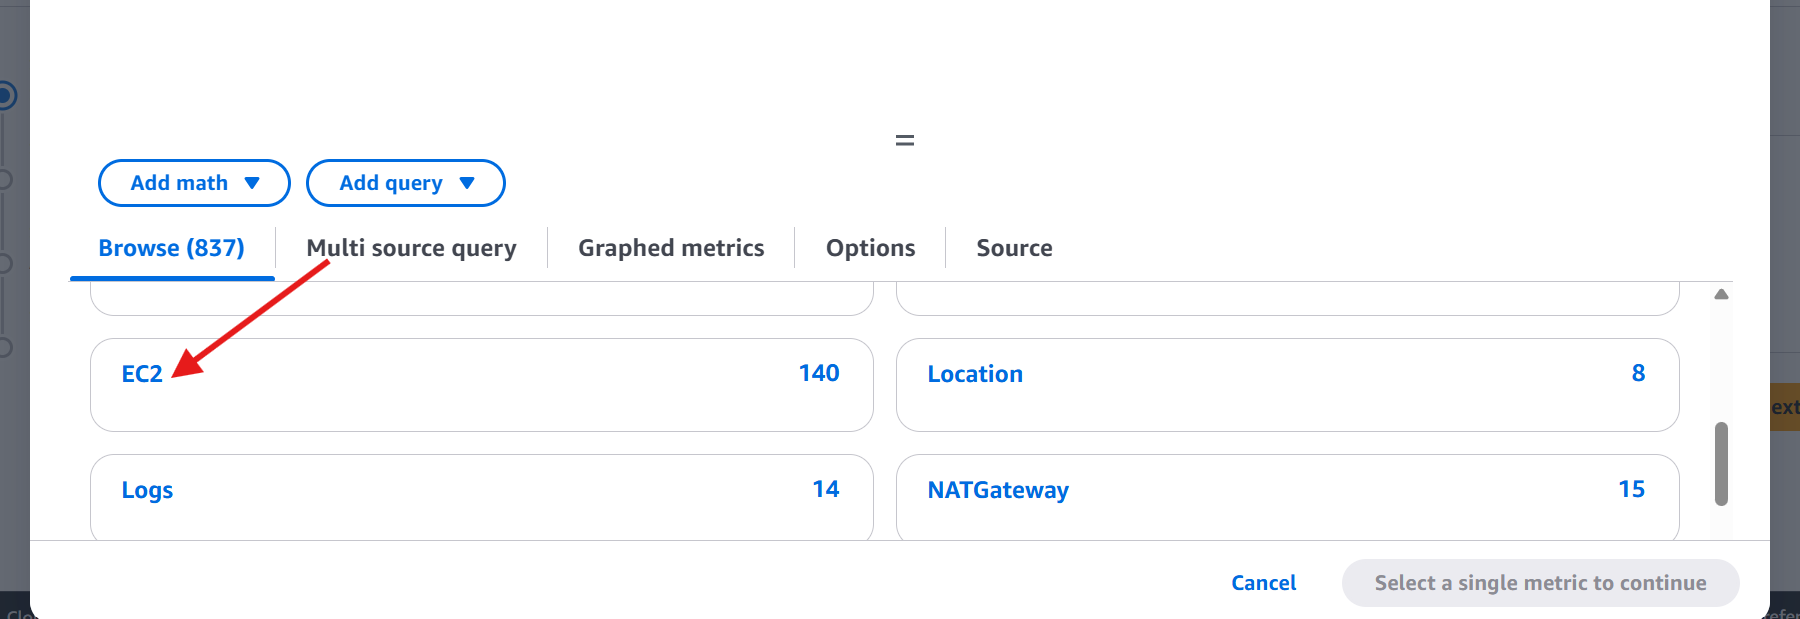 Add math
Add query
Browse (837)
Multi source query
Graphed metrics
Options
Source
EC2
140
Location
8
Logs
14
NATGateway
15
Cancel
Select a single metric to continue